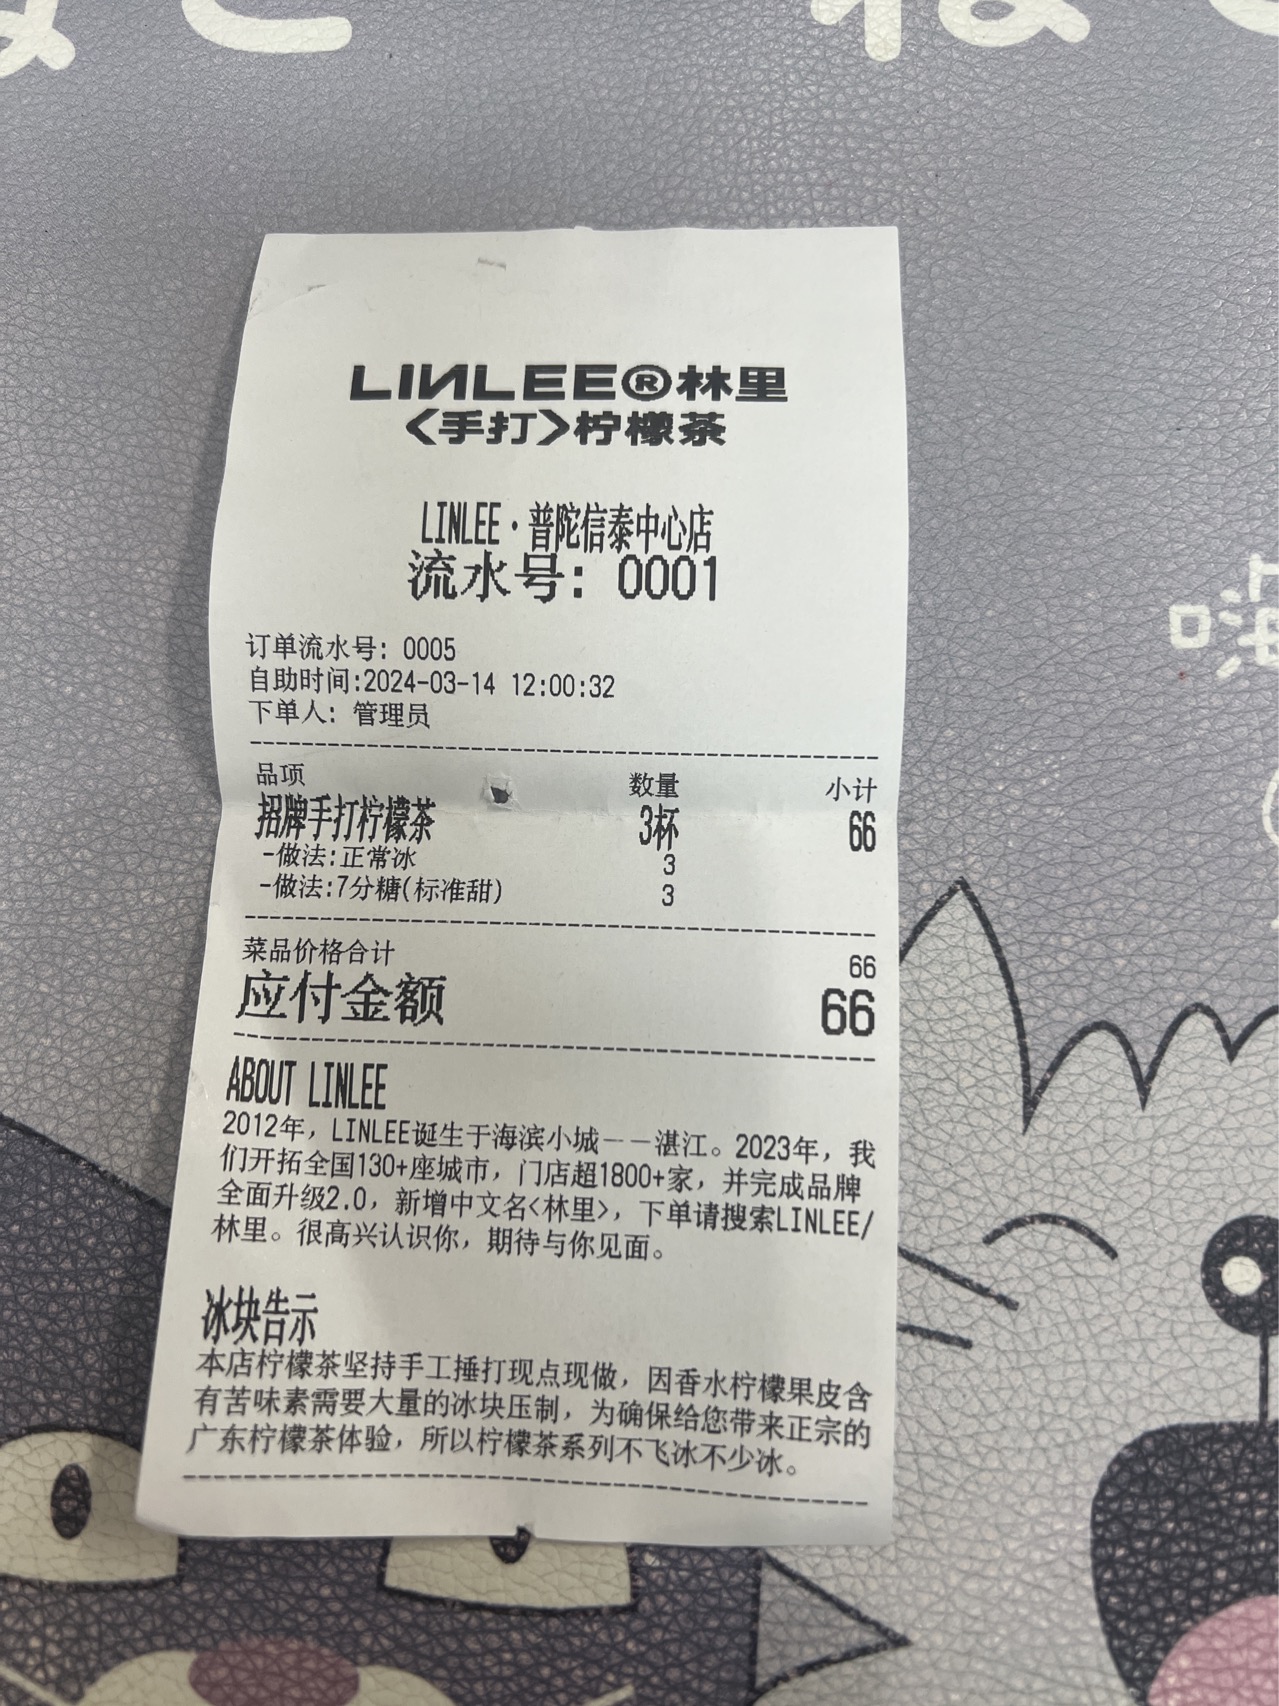 LINLEE®林里
<手打>柠檬茶
LINLEE·普陀信泰中心店
流水号: 0001
订单流水号: 0005
自助时间:2024-03-14 12:00:32
下单人: 管理员
品项 数量 小计
招牌手打柠檬茶 3杯 66
-做法:正常冰 3
-做法:7分糖(标准甜) 3
菜品价格合计 66
应付金额 66
ABOUT LINLEE
2012年，LINLEE诞生于海滨小城——湛江。2023年，我
们开拓全国130+座城市，门店超1800+家，并完成品牌
全面升级2.0，新增中文名<林里>，下单请搜索LINLEE/
林里。很高兴认识你，期待与你见面。
冰块告示
本店柠檬茶坚持手工捶打现点现做，因香水柠檬果皮含
有苦味素需要大量的冰块压制，为确保给您带来正宗的
广东柠檬茶体验，所以柠檬茶系列不飞冰不少冰。
嗨